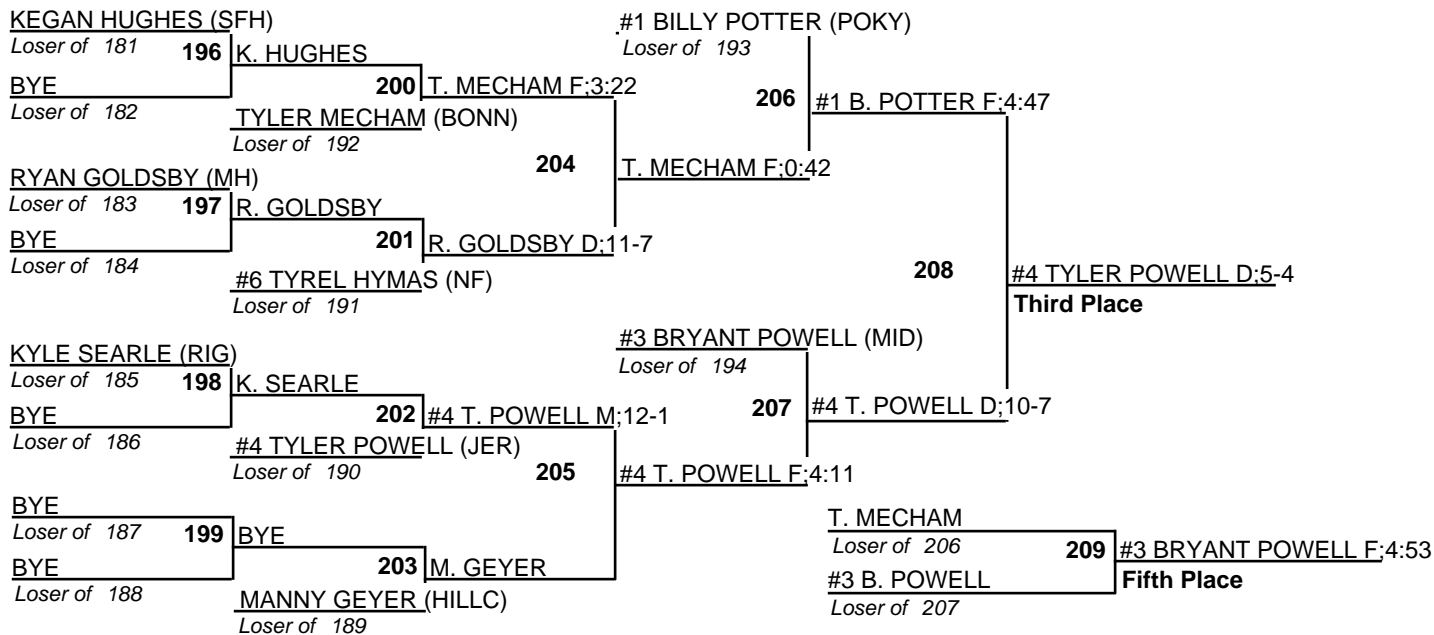 KEGAN HUGHES (SFH)
Loser of 181
196
K. HUGHES
BYE
Loser of 182
200
T. MECHAM F;3:22
TYLER MECHAM (BONN)
Loser of 192
RYAN GOLDSBY (MH)
Loser of 183
197
R. GOLDSBY
BYE
Loser of 184
201
R. GOLDSBY D;11-7
#6 TYREL HYMAS (NF)
Loser of 191
204
T. MECHAM F;0:42
#1 BILLY POTTER (POKY)
Loser of 193
206
#1 B. POTTER F;4:47
KYLE SEARLE (RIG)
Loser of 185
198
K. SEARLE
BYE
Loser of 186
202
#4 T. POWELL M;12-1
#4 TYLER POWELL (JER)
Loser of 190
BYE
Loser of 187
199
BYE
BYE
Loser of 188
203
M. GEYER
MANNY GEYER (HILLC)
Loser of 189
205
#4 T. POWELL F;4:11
#3 BRYANT POWELL (MID)
Loser of 194
207
#4 T. POWELL D;10-7
208
#4 TYLER POWELL D;5-4
Third Place
T. MECHAM
Loser of 206
209
#3 BRYANT POWELL F;4:53
#3 B. POWELL
Fifth Place
Loser of 207